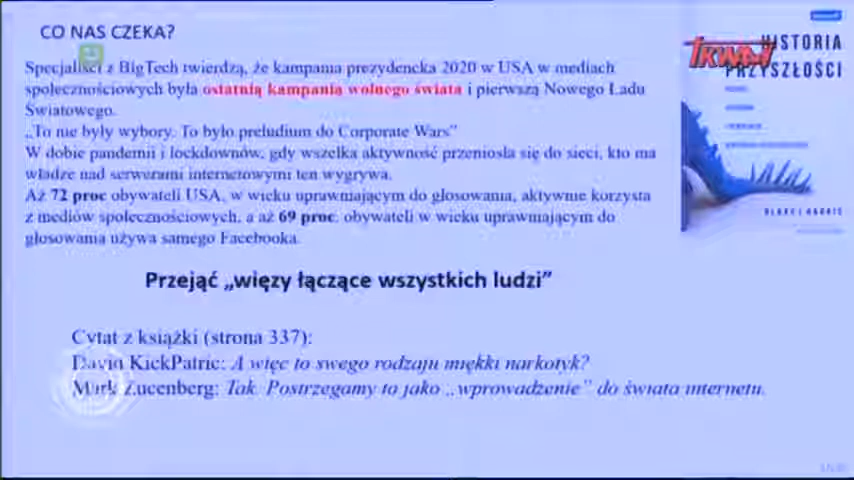 CO NAS CZEKA?
Specjaliści z BigTech twierdzą, że kampania prezydencka 2020 w USA w mediach
społecznościowych była ostatnią kampanią wolnego świata i pierwszą Nowego Ładu
Światowego.
„To nie były wybory. To było preludium do Corporate Wars”
W dobie pandemii i lockdownów, gdy wszelka aktywność przeniosła się do sieci, kto ma
władzę nad serwerami internetowymi ten wygrywa.
Aż 72 proc obywateli USA, w wieku uprawniającym do głosowania, aktywnie korzysta
z mediów społecznościowych, a aż 69 proc. obywateli w wieku uprawniającym do
głosowania używa samego Facebooka.
HISTORIA
PRZYSZŁOŚCI
TRWAM
BLAKE J. HARRIS
Przejąć „więzy łączące wszystkich ludzi”
Cytat z książki (strona 337):
David KickPatric: A więc to swego rodzaju miękki narkotyk?
Mark Zucenberg: Tak. Postrzegamy to jako „wprowadzenie” do świata internetu.